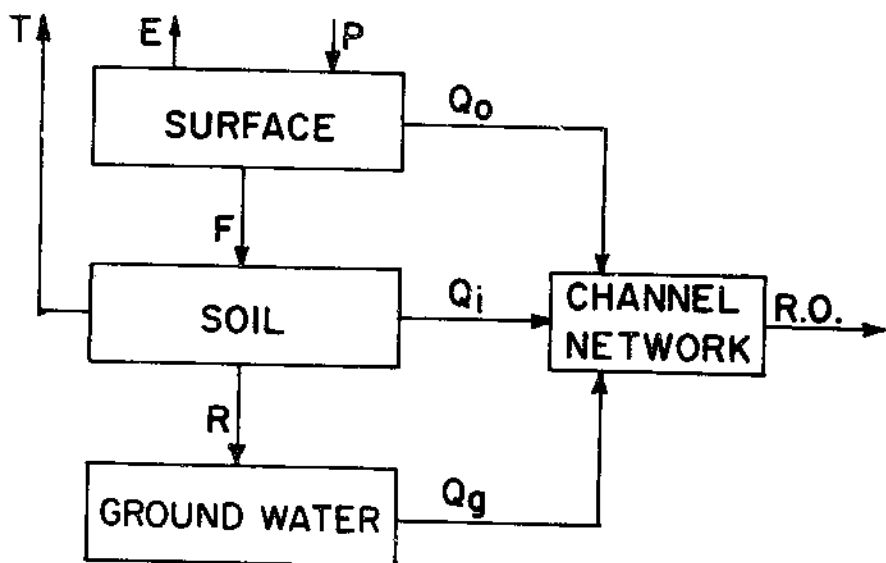 T
E
P
SURFACE
Qo
F
SOIL
Qi
CHANNEL
NETWORK
R.O.
R
GROUND WATER
Qg